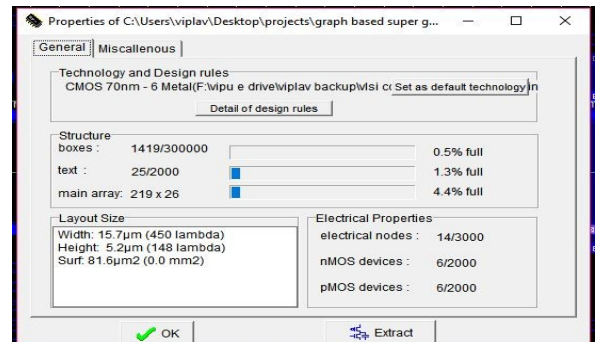 Properties of C:\Users\viplav\Desktop\projects\graph based super g...
General Miscallenous
Technology and Design rules
CMOS 70nm - 6 Metal(F:\vipu e drive\viplav backup\vlsi Set as default technology in
Detail of design rules
Structure
boxes : 1419/300000 0.5% full
text : 25/2000 1.3% full
main array: 219 x 26 4.4% full
Layout Size
Width: 15.7µm (450 lambda)
Height: 5.2µm (148 lambda)
Surf: 81.6µm2 (0.0 mm2)
Electrical Properties
electrical nodes : 14/3000
nMOS devices : 6/2000
pMOS devices : 6/2000
OK Extract